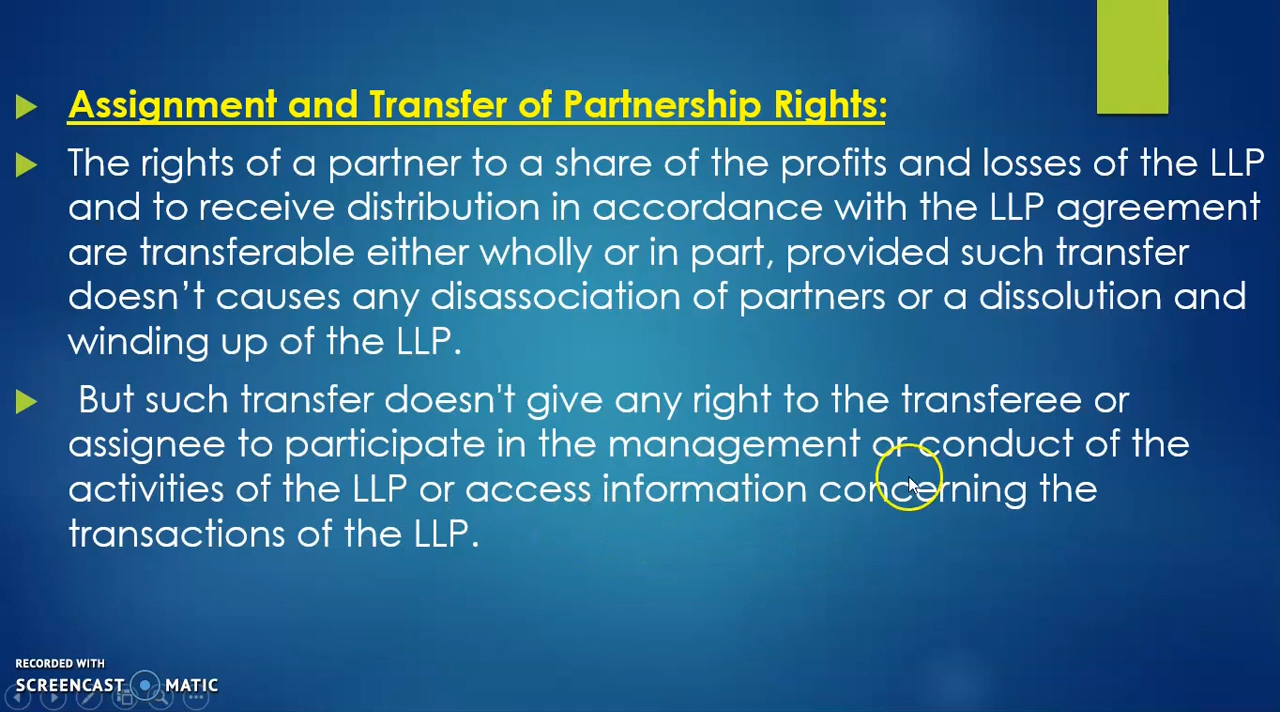 Assignment and Transfer of Partnership Rights:
The rights of a partner to a share of the profits and losses of the LLP
and to receive distribution in accordance with the LLP agreement
are transferable either wholly or in part, provided such transfer
doesn’t causes any disassociation of partners or a dissolution and
winding up of the LLP.
But such transfer doesn't give any right to the transferee or
assignee to participate in the management or conduct of the
activities of the LLP or access information concerning the
transactions of the LLP.
RECORDED WITH
SCREENCAST MATIC